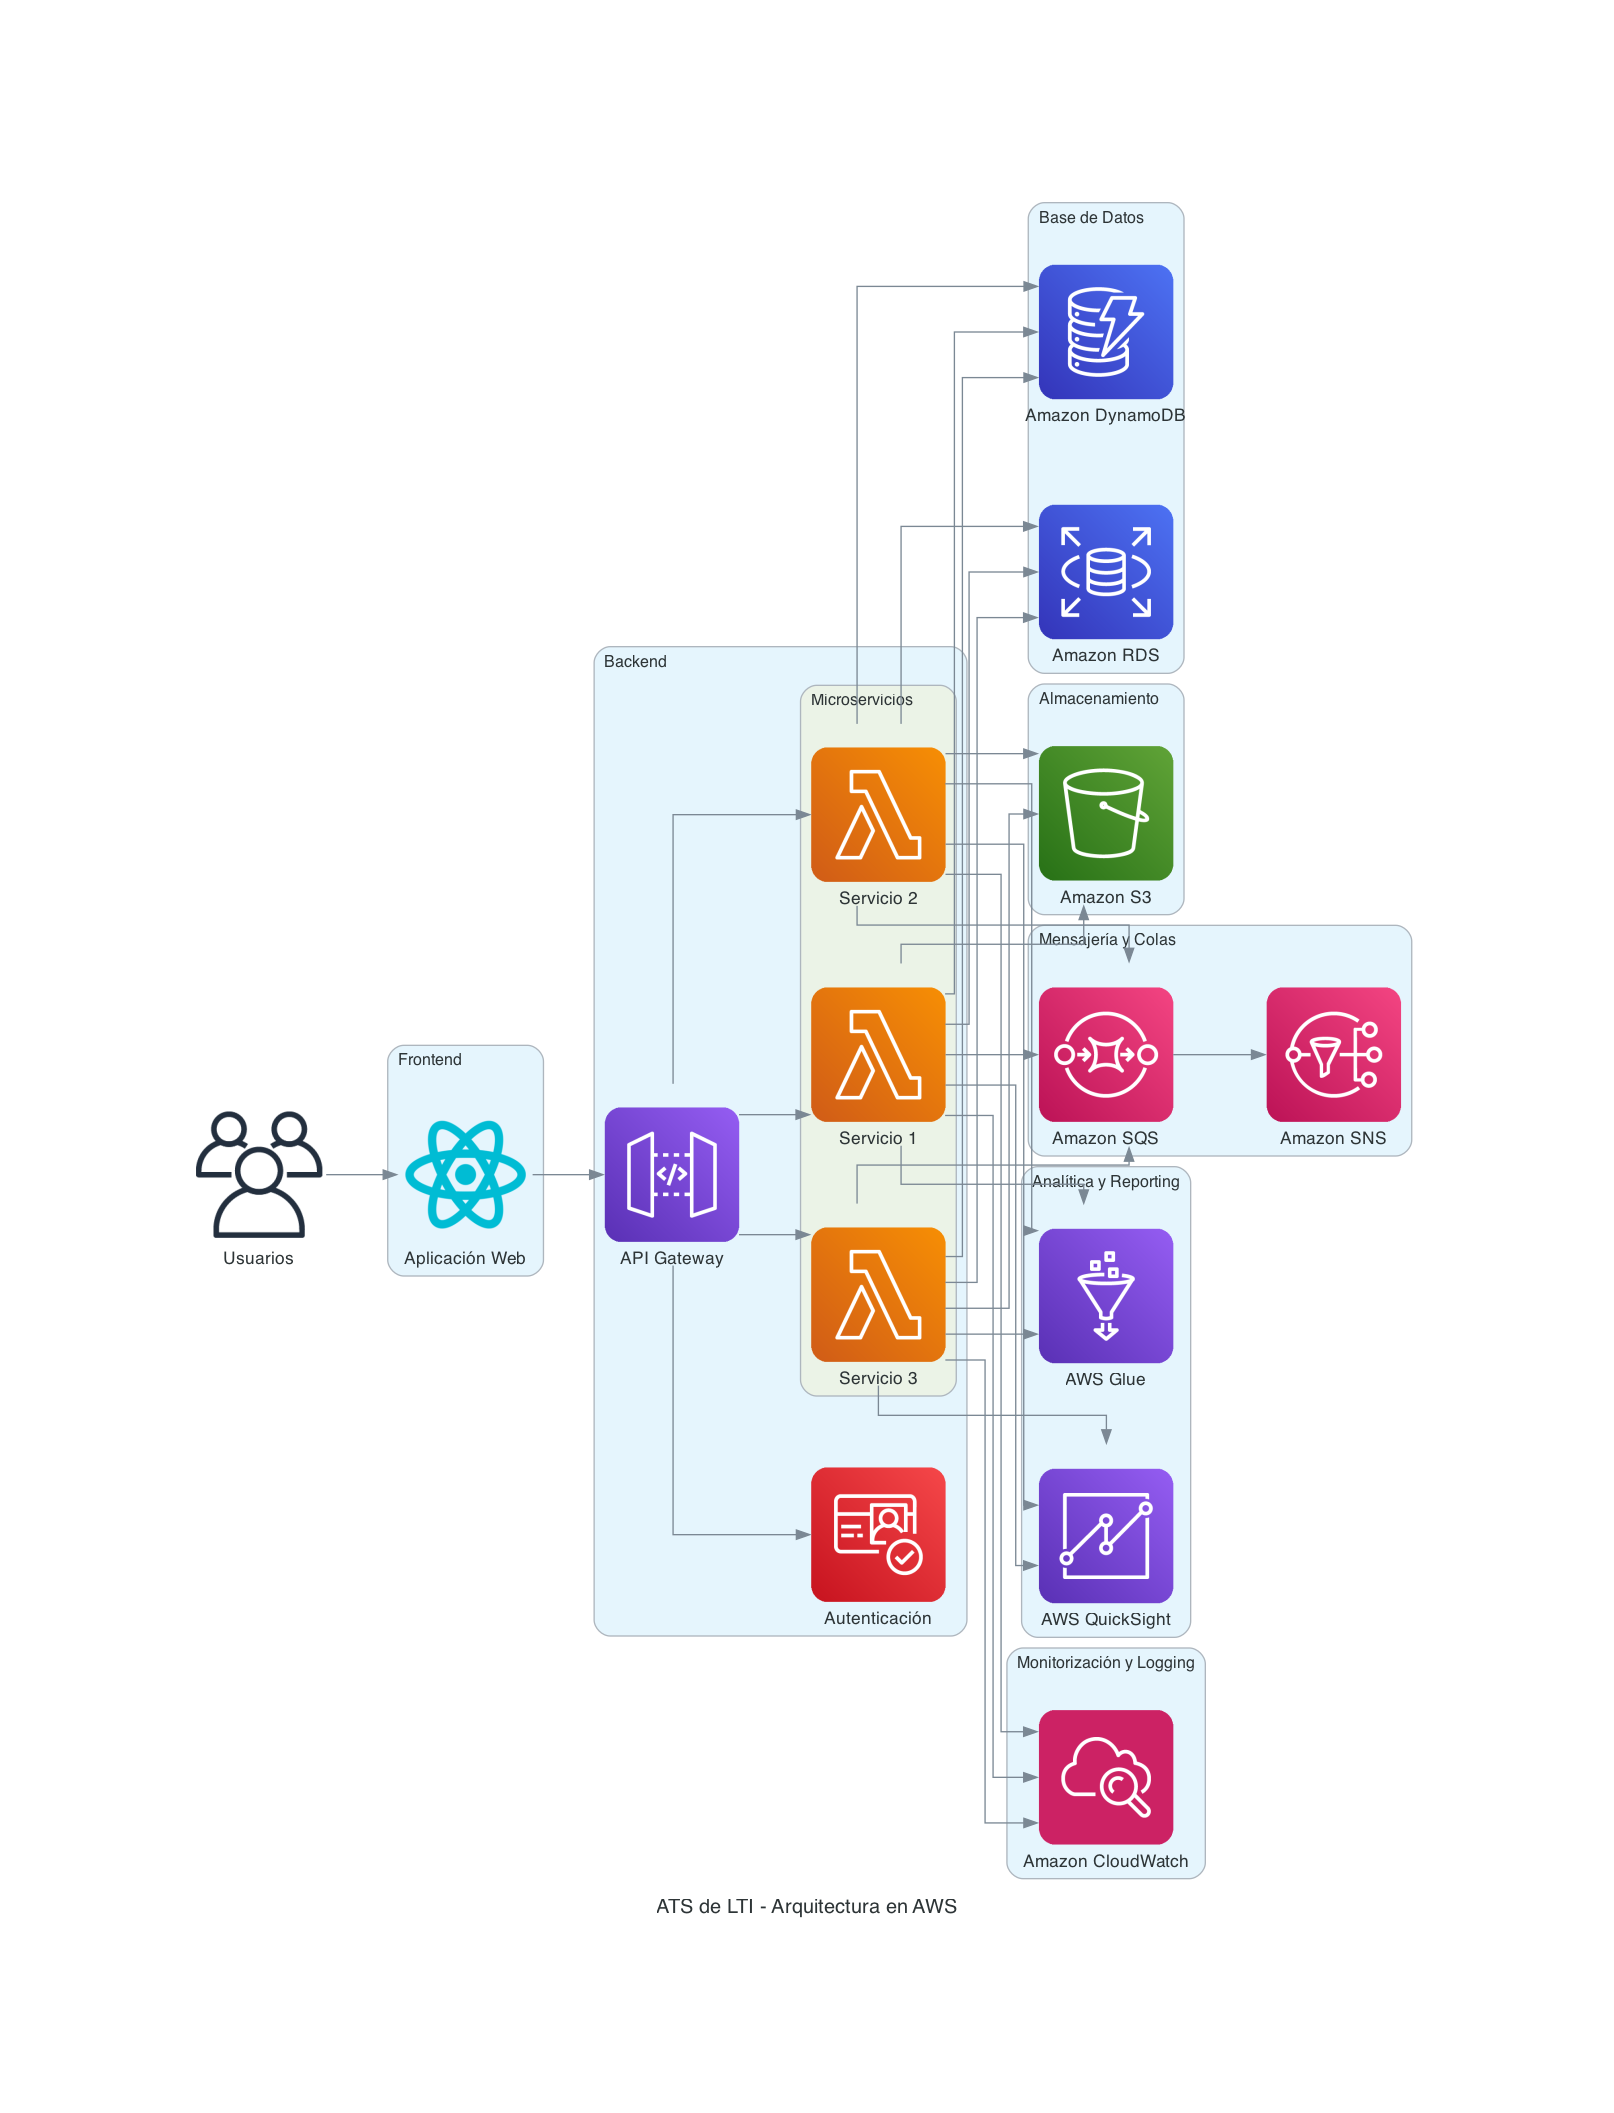 Base de Datos
Amazon DynamoDB
Amazon RDS
Backend
Microservicios
Almacenamiento
Servicio 2
Amazon S3
Mensajería y Colas
Frontend
Servicio 1
Amazon SQS
Amazon SNS
Analítica y Reporting
Usuarios
Aplicación Web
API Gateway
Servicio 3
AWS Glue
Autenticación
AWS QuickSight
Monitorización y Logging
Amazon CloudWatch
ATS de LTI - Arquitectura en AWS